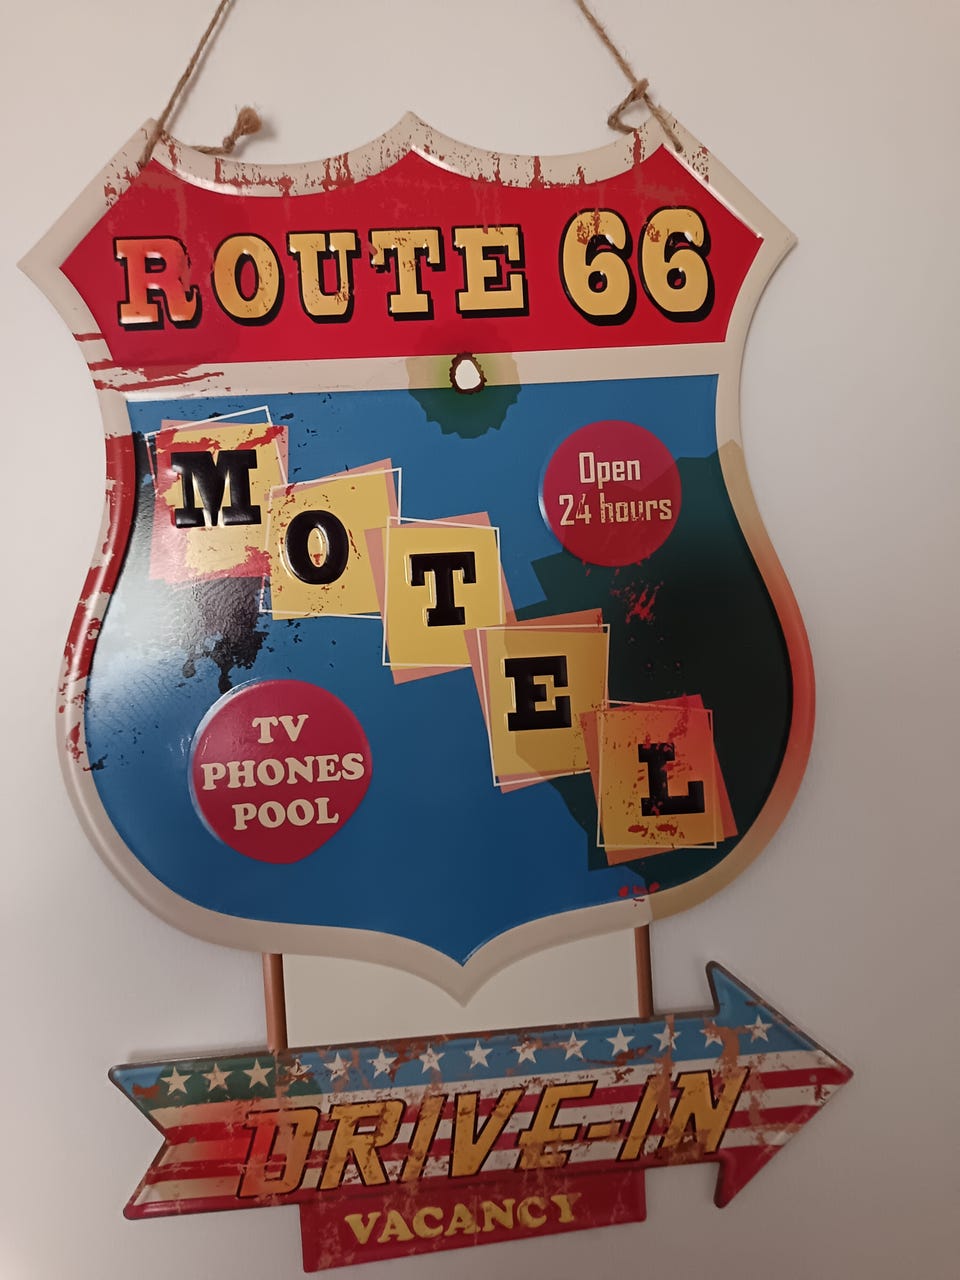 ROUTE 66
MOTEL
Open
24 hours
TV
PHONES
POOL
DRIVE-IN
VACANCY